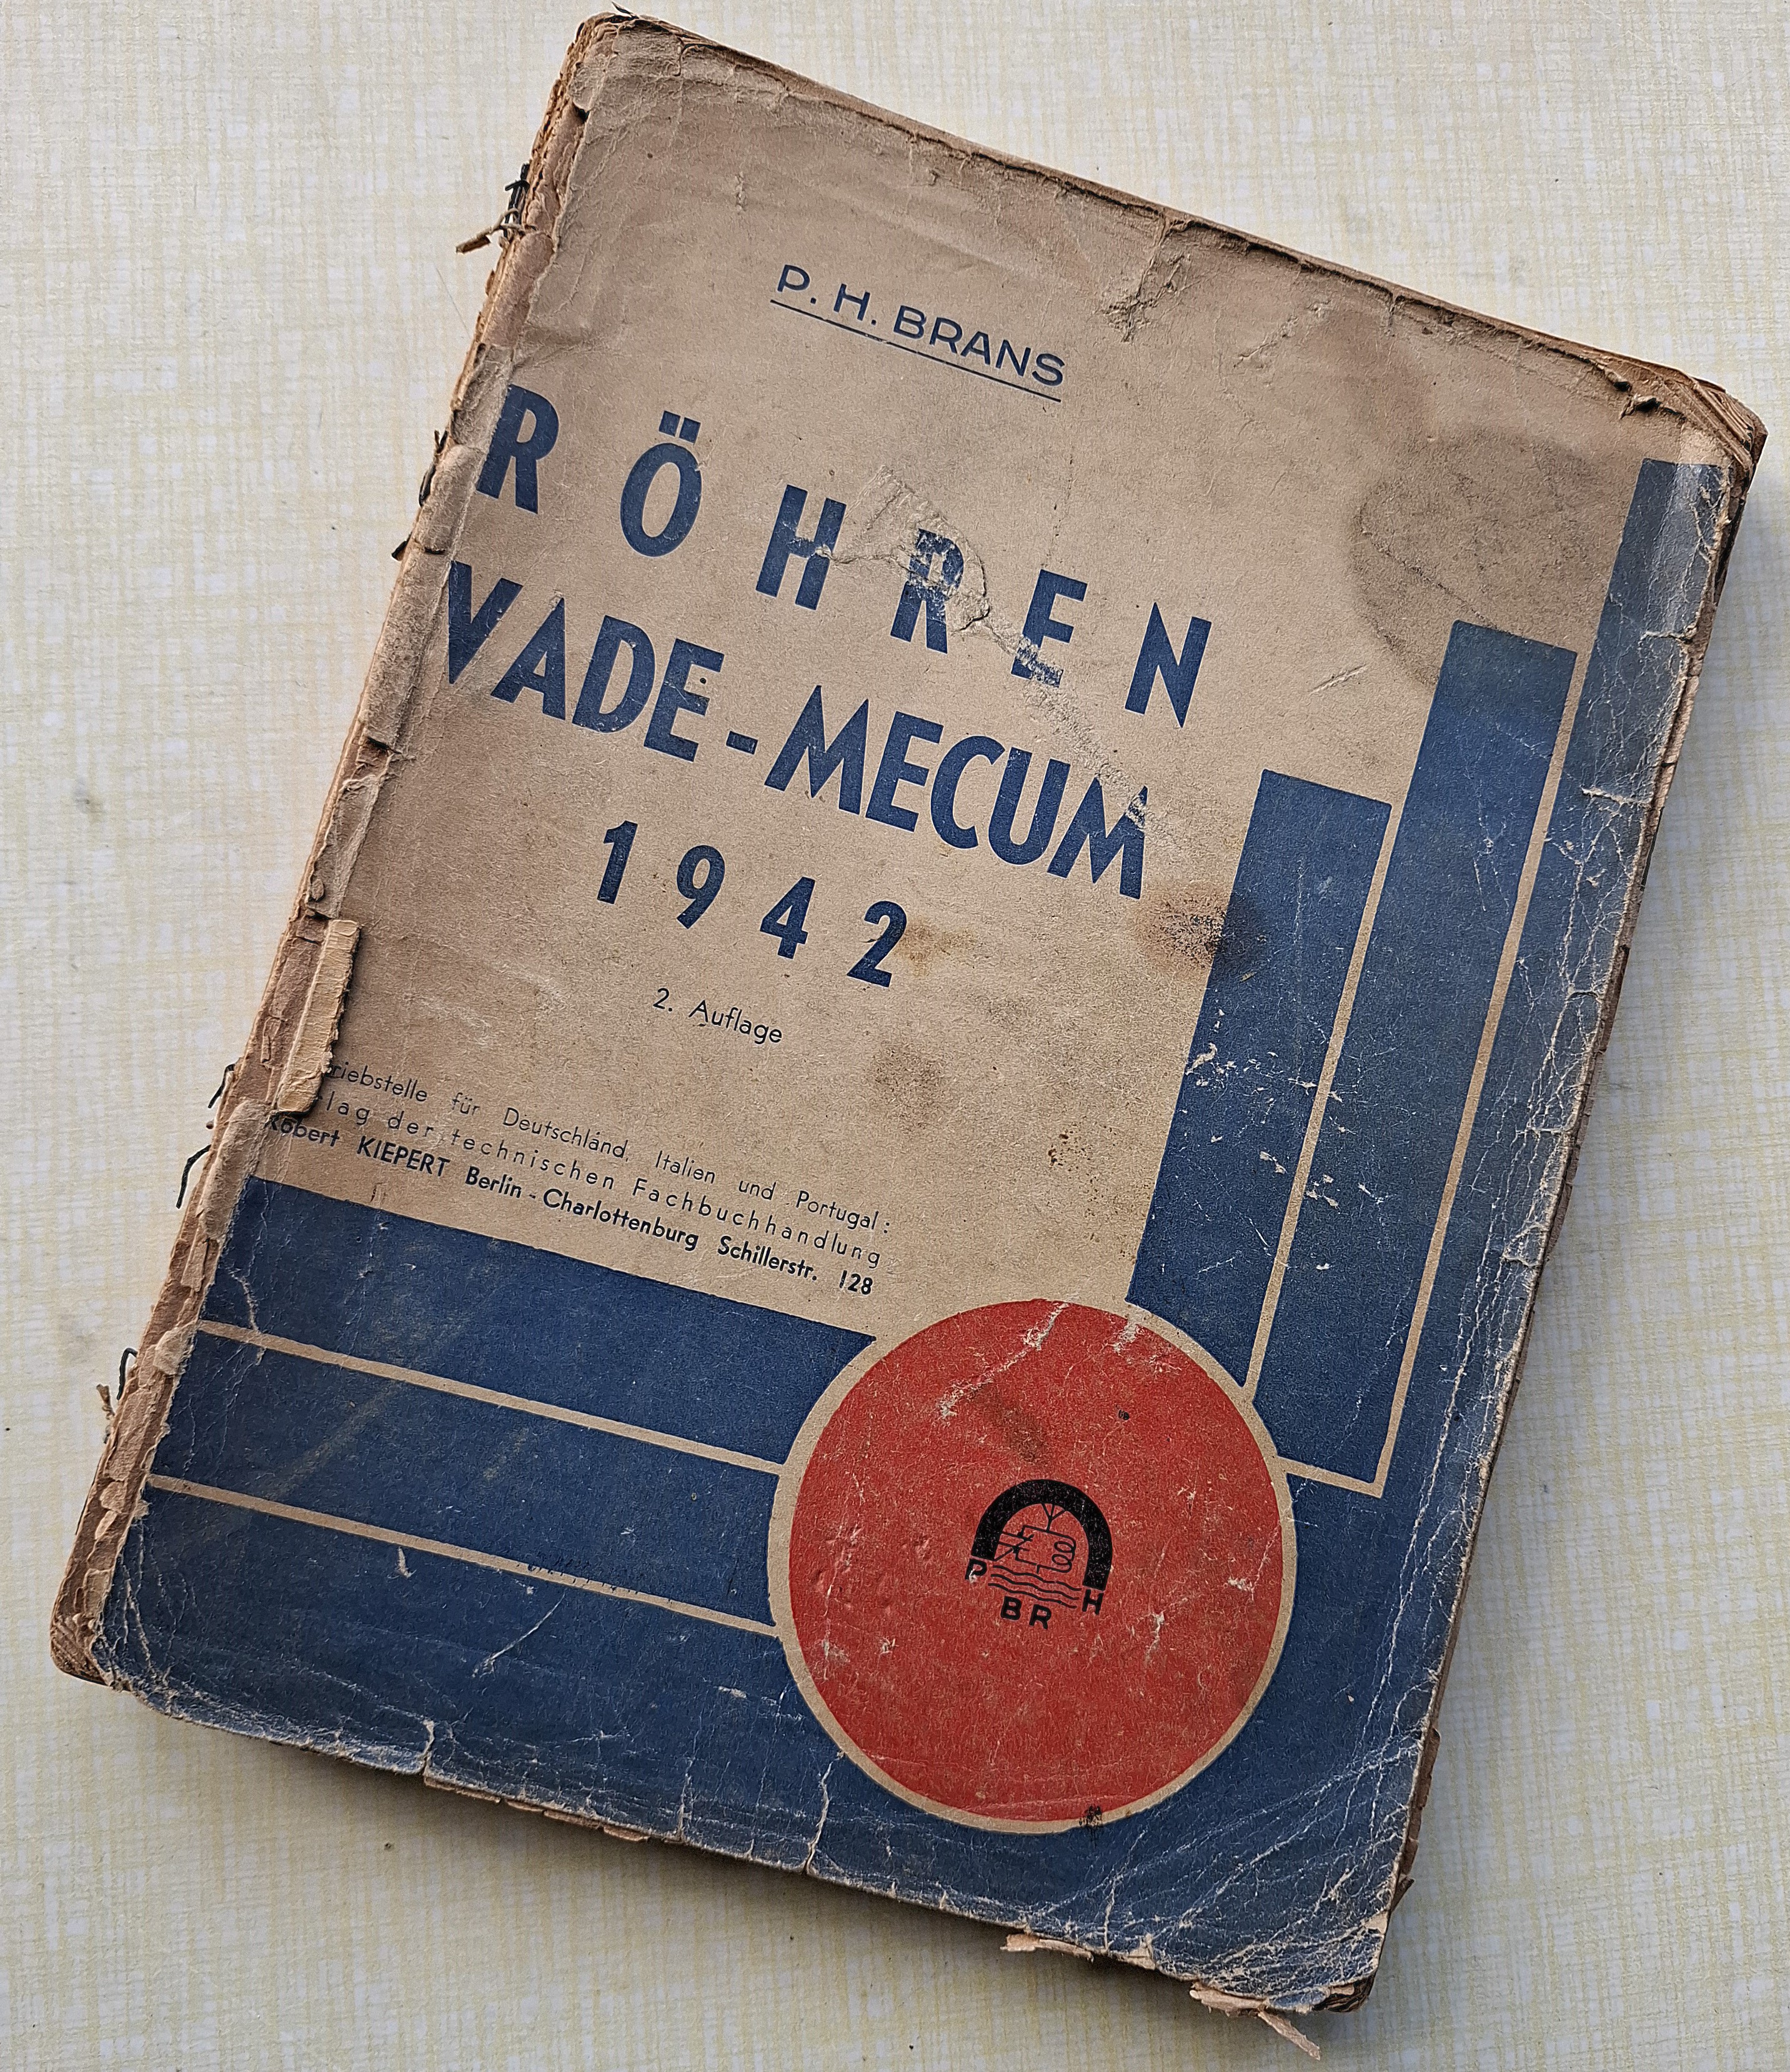 P. H. BRANS
RÖHREN
VADE-MECUM
1942
2. Auflage
für Deutschland, Italien und Portugal:
der technischen Fachbuchhandlung
Robert KIEPERT Berlin-Charlottenburg Schillerstr. 128
P H
BR